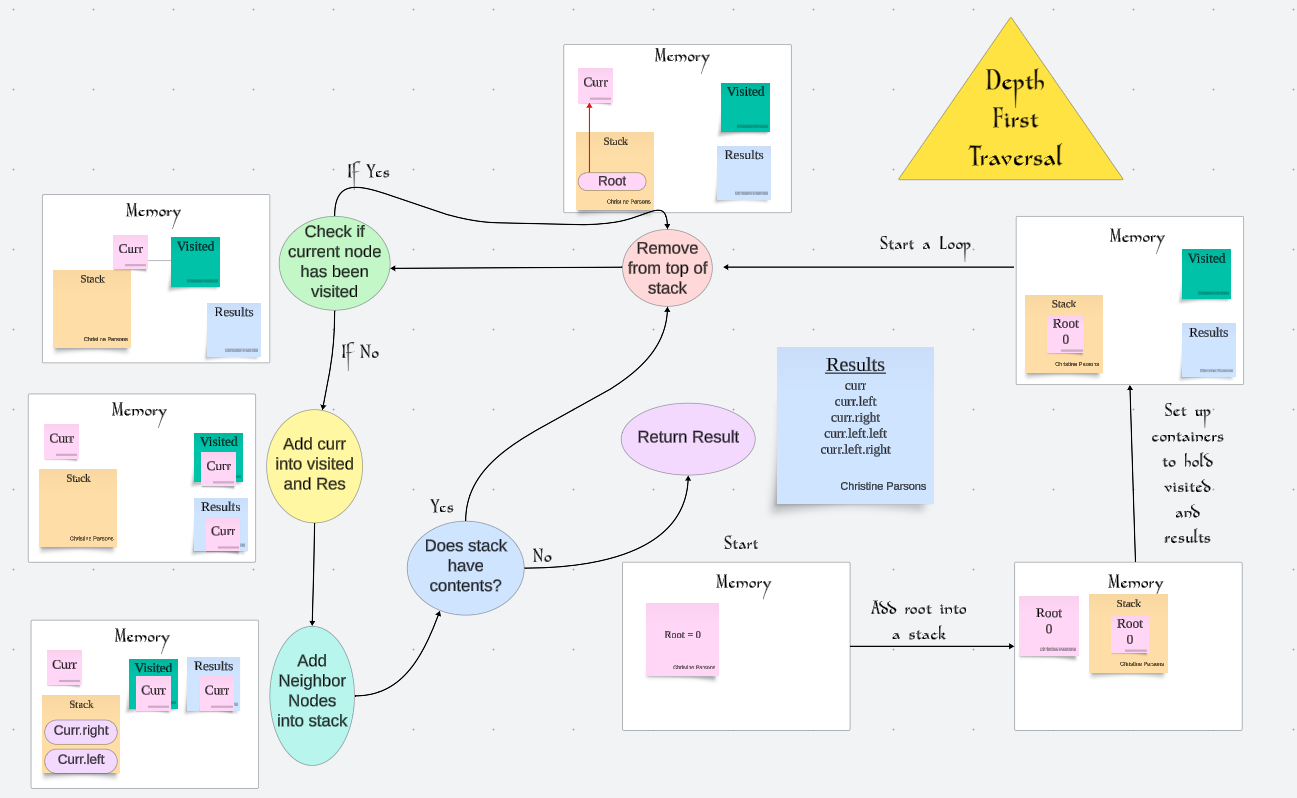 Depth
First
Traversal
Start
Memory
Root = 0
Christine Parsons
Add root into
a stack
Memory
Root
0
Stack
Root
0
Christine Parsons
Set up
containers
to hold
visited
and
results
Memory
Visited
Stack
Root
0
Christine Parsons
Results
Start a Loop
Remove
from top of
stack
Memory
Curr
Visited
Stack
Root
Christine Parsons
Results
Check if
current node
has been
visited
If Yes
If No
Memory
Curr
Visited
Stack
Christine Parsons
Results
Add curr
into visited
and Res
Memory
Curr
Visited
Curr
Stack
Christine Parsons
Results
Curr
Add
Neighbor
Nodes
into stack
Memory
Curr
Visited
Curr
Results
Curr
Stack
Curr.right
Curr.left
Does stack
have
contents?
Yes
No
Return Result
Results
curr
curr.left
curr.right
curr.left.left
curr.left.right
Christine Parsons